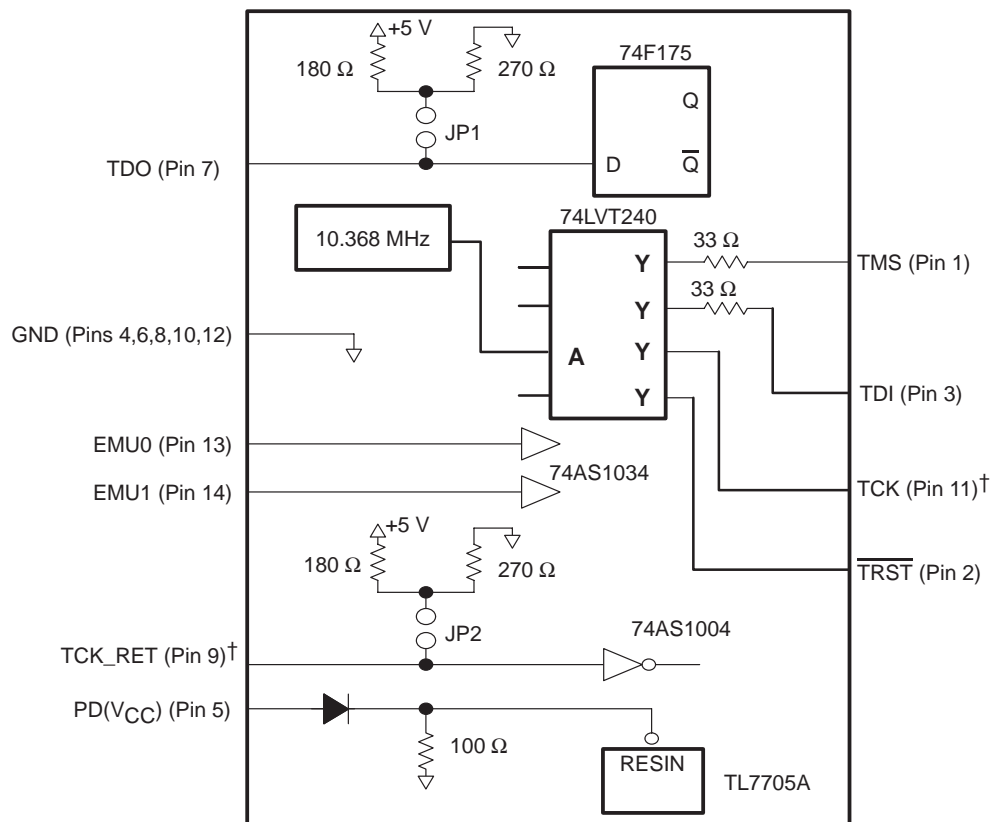 +5 V
180 Ω
270 Ω
JP1
74F175
Q
D
Q̅
TDO (Pin 7)
10.368 MHz
74LVT240
Y
33 Ω
TMS (Pin 1)
33 Ω
Y
GND (Pins 4,6,8,10,12)
A
Y
Y
TDI (Pin 3)
EMU0 (Pin 13)
74AS1034
EMU1 (Pin 14)
TCK (Pin 11)†
+5 V
180 Ω
270 Ω
T̅R̅S̅T̅ (Pin 2)
JP2
74AS1004
TCK_RET (Pin 9)†
PD(VCC) (Pin 5)
100 Ω
RESIN
TL7705A